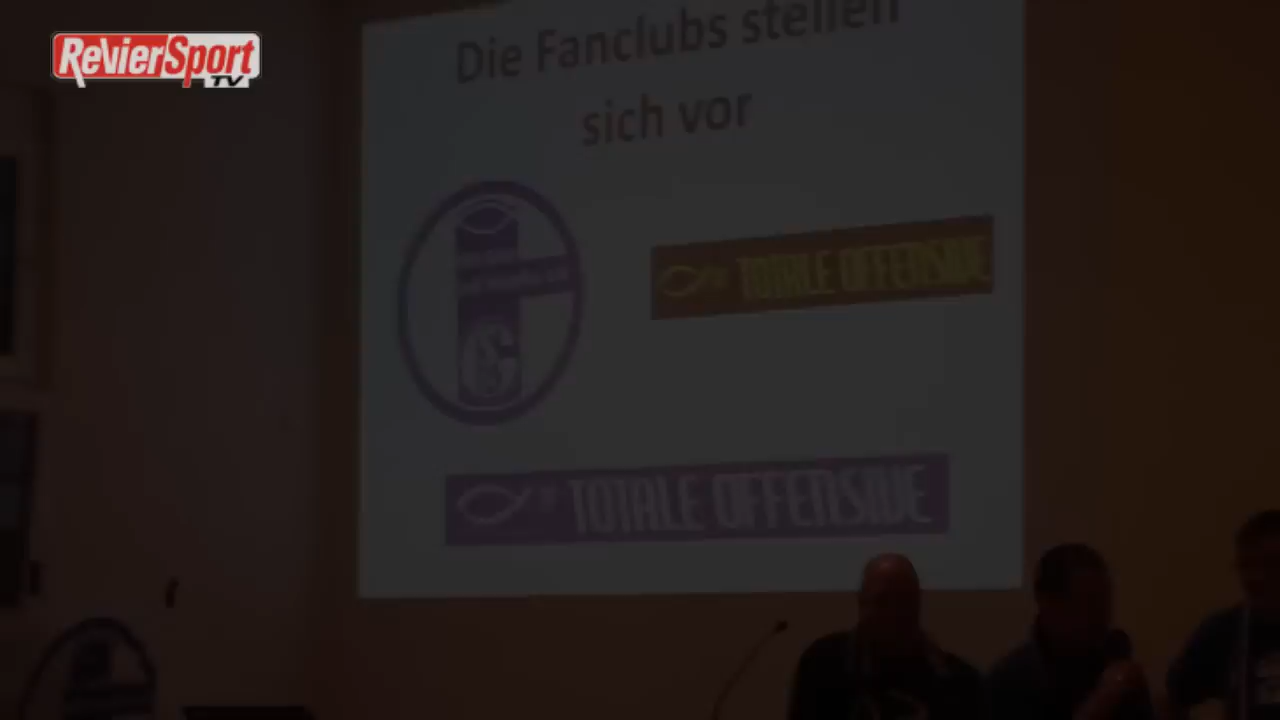 ReVierSport
TV
Die Fanclubs stellen
sich vor
TOTALE OFFENSIVE
TOTALE OFFENSIVE